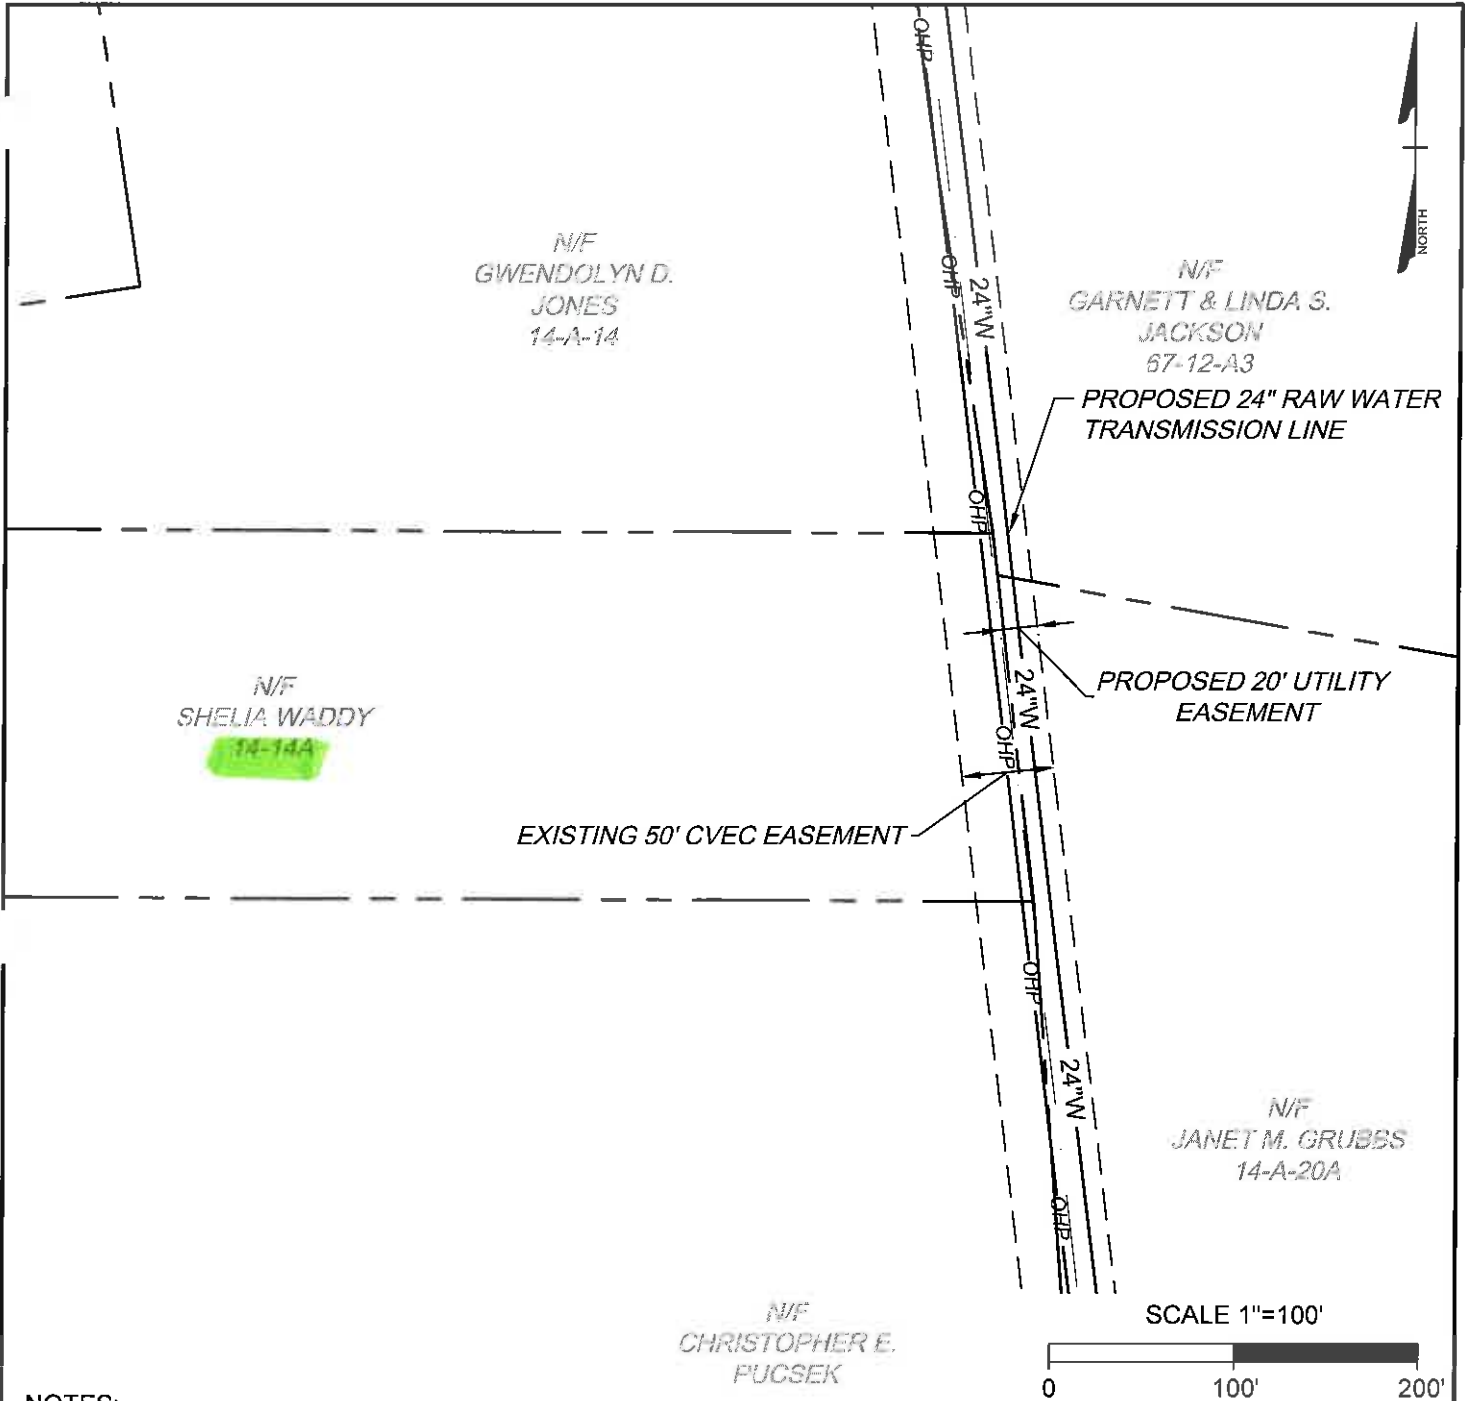 OHP
NORTH
N/F
GWENDOLYN D.
JONES
14-A-14
OHP
24"W
N/F
GARNETT & LINDA S.
JACKSON
67-12-A3
PROPOSED 24" RAW WATER
TRANSMISSION LINE
OHP
N/F
SHELIA WADDY
14-14A
24"W
PROPOSED 20' UTILITY
EASEMENT
OHP
EXISTING 50' CVEC EASEMENT
OHP
24"W
N/F
JANET M. GRUBBS
14-A-20A
OHP
N/F
CHRISTOPHER E.
PUCSEK
SCALE 1"=100'
0 100' 200'
NOTES: